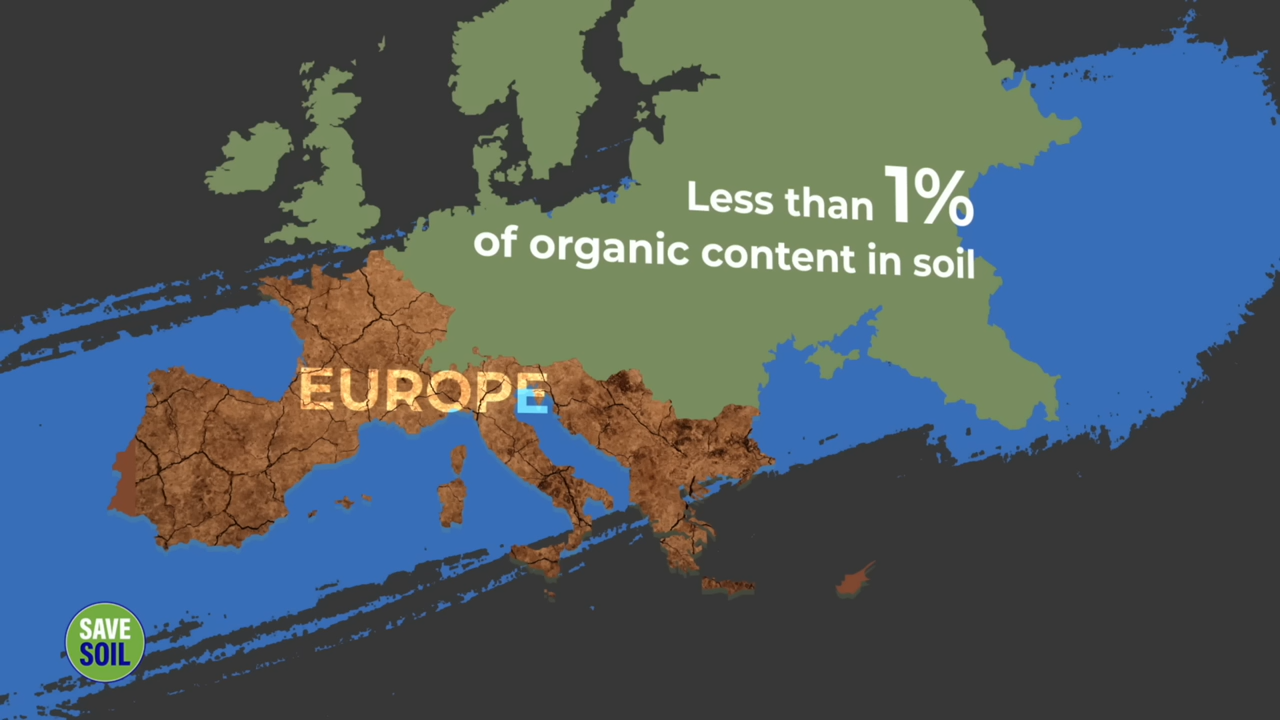 Less than 1%
of organic content in soil
EUROPE
SAVE
SOIL